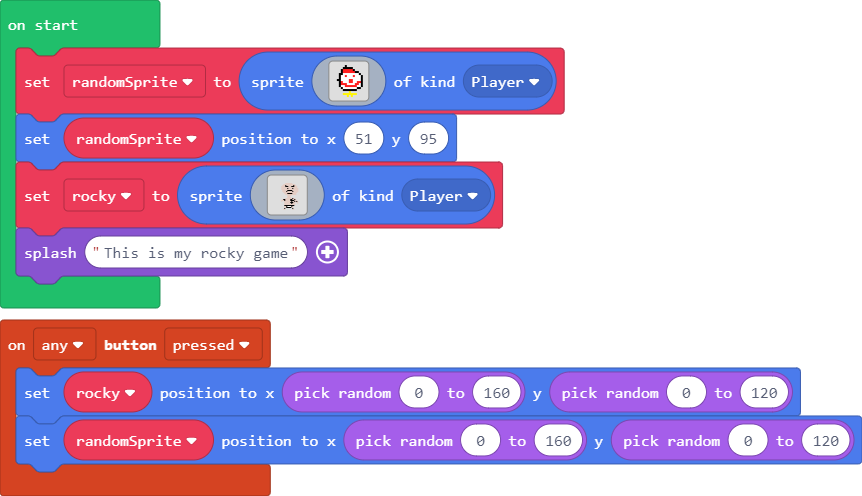 on start
set randomSprite to sprite of kind Player
set randomSprite position to x 51 y 95
set rocky to sprite of kind Player
splash "This is my rocky game"
on any button pressed
set rocky position to x pick random 0 to 160 y pick random 0 to 120
set randomSprite position to x pick random 0 to 160 y pick random 0 to 120